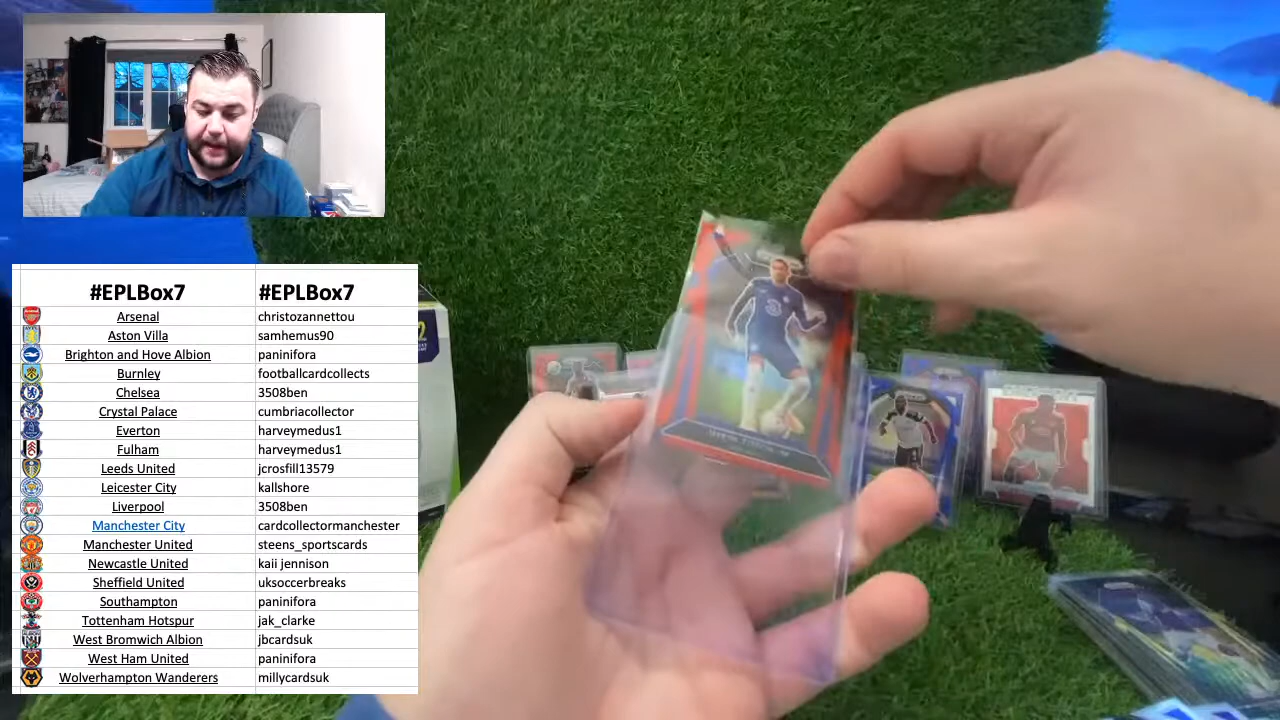 #EPLBox7 #EPLBox7
Arsenal christozannettou
Aston Villa samhemus90
Brighton and Hove Albion paninifora
Burnley footballcardcollects
Chelsea 3508ben
Crystal Palace cumbriacollector
Everton harveymedus1
Fulham harveymedus1
Leeds United jcrosfill13579
Leicester City kallshore
Liverpool 3508ben
Manchester City cardcollectormanchester
Manchester United steens_sportscards
Newcastle United kaii jennison
Sheffield United uksoccerbreaks
Southampton paninifora
Tottenham Hotspur jak_clarke
West Bromwich Albion jbcardsuk
West Ham United paninifora
Wolverhampton Wanderers millycardsuk